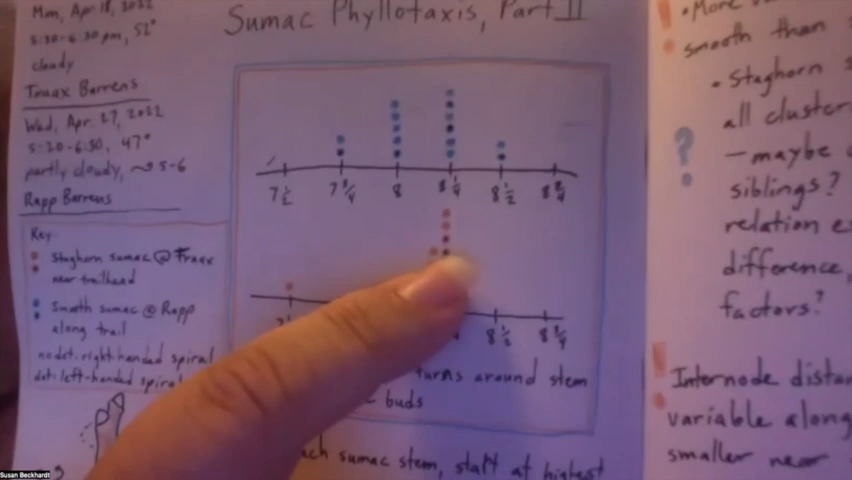 Mon, Apr. 18, 2022
5:30-6:30 pm, 52°
cloudy
Truax Barrens
Wed, Apr. 27, 2022
5:20-6:30, 47°
partly cloudy, ~> 5-6
Rapp Barrens
Key
Staghorn sumac @ Truax
near trailhead
Smooth sumac @ Rapp
along trail
no dot: right-handed spiral
dot: left-handed spiral
Sumac Phyllotaxis, Part II
7 1/2 7 3/4 8 8 1/4 8 1/2 8 3/4
8 1/2 8 3/4
turns around stem
buds
each sumac stem, start at highest
! • More
smooth than
• Staghorn
all cluster
? – maybe
siblings?
relation
difference,
factors?
! Internode
variable along
smaller near
Susan Beckhardt